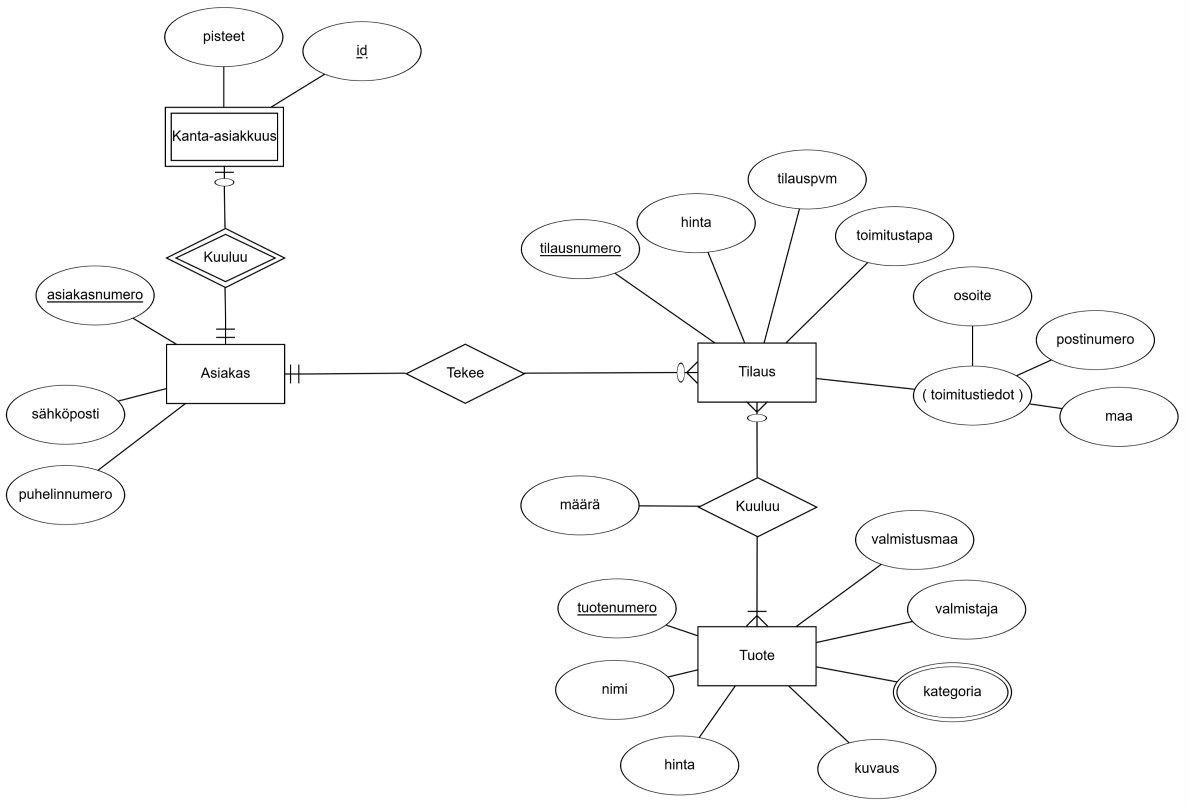 pisteet
id
Kanta-asiakkuus
Kuuluu
asiakasnumero
Asiakas
sähköposti
puhelinnumero
Tekee
tilauspvm
hinta
toimitustapa
tilausnumero
osoite
postinumero
Tilaus
( toimitustiedot )
maa
määrä
Kuuluu
valmistusmaa
tuotenumero
valmistaja
Tuote
nimi
kategoria
hinta
kuvaus